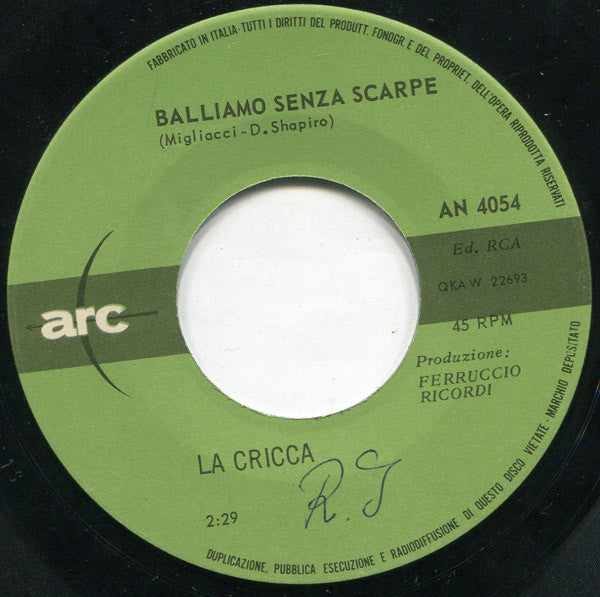 FABBRICATO IN ITALIA-TUTTI I DIRITTI DEL PRODUTT. FONOGR. E DEL PROPRIET. DELL'OPERA RIPRODOTTA RISERVATI
BALLIAMO SENZA SCARPE
(Migliacci-D.Shapiro)
AN 4054
Ed. RCA
QKAW 22693
arc
45 RPM
Produzione:
FERRUCCIO
RICORDI
LA CRICCA
R. J
2:29
DUPLICAZIONE, PUBBLICA ESECUZIONE E RADIODIFFUSIONE DI QUESTO DISCO VIETATE - MARCHIO DEPOSITATO